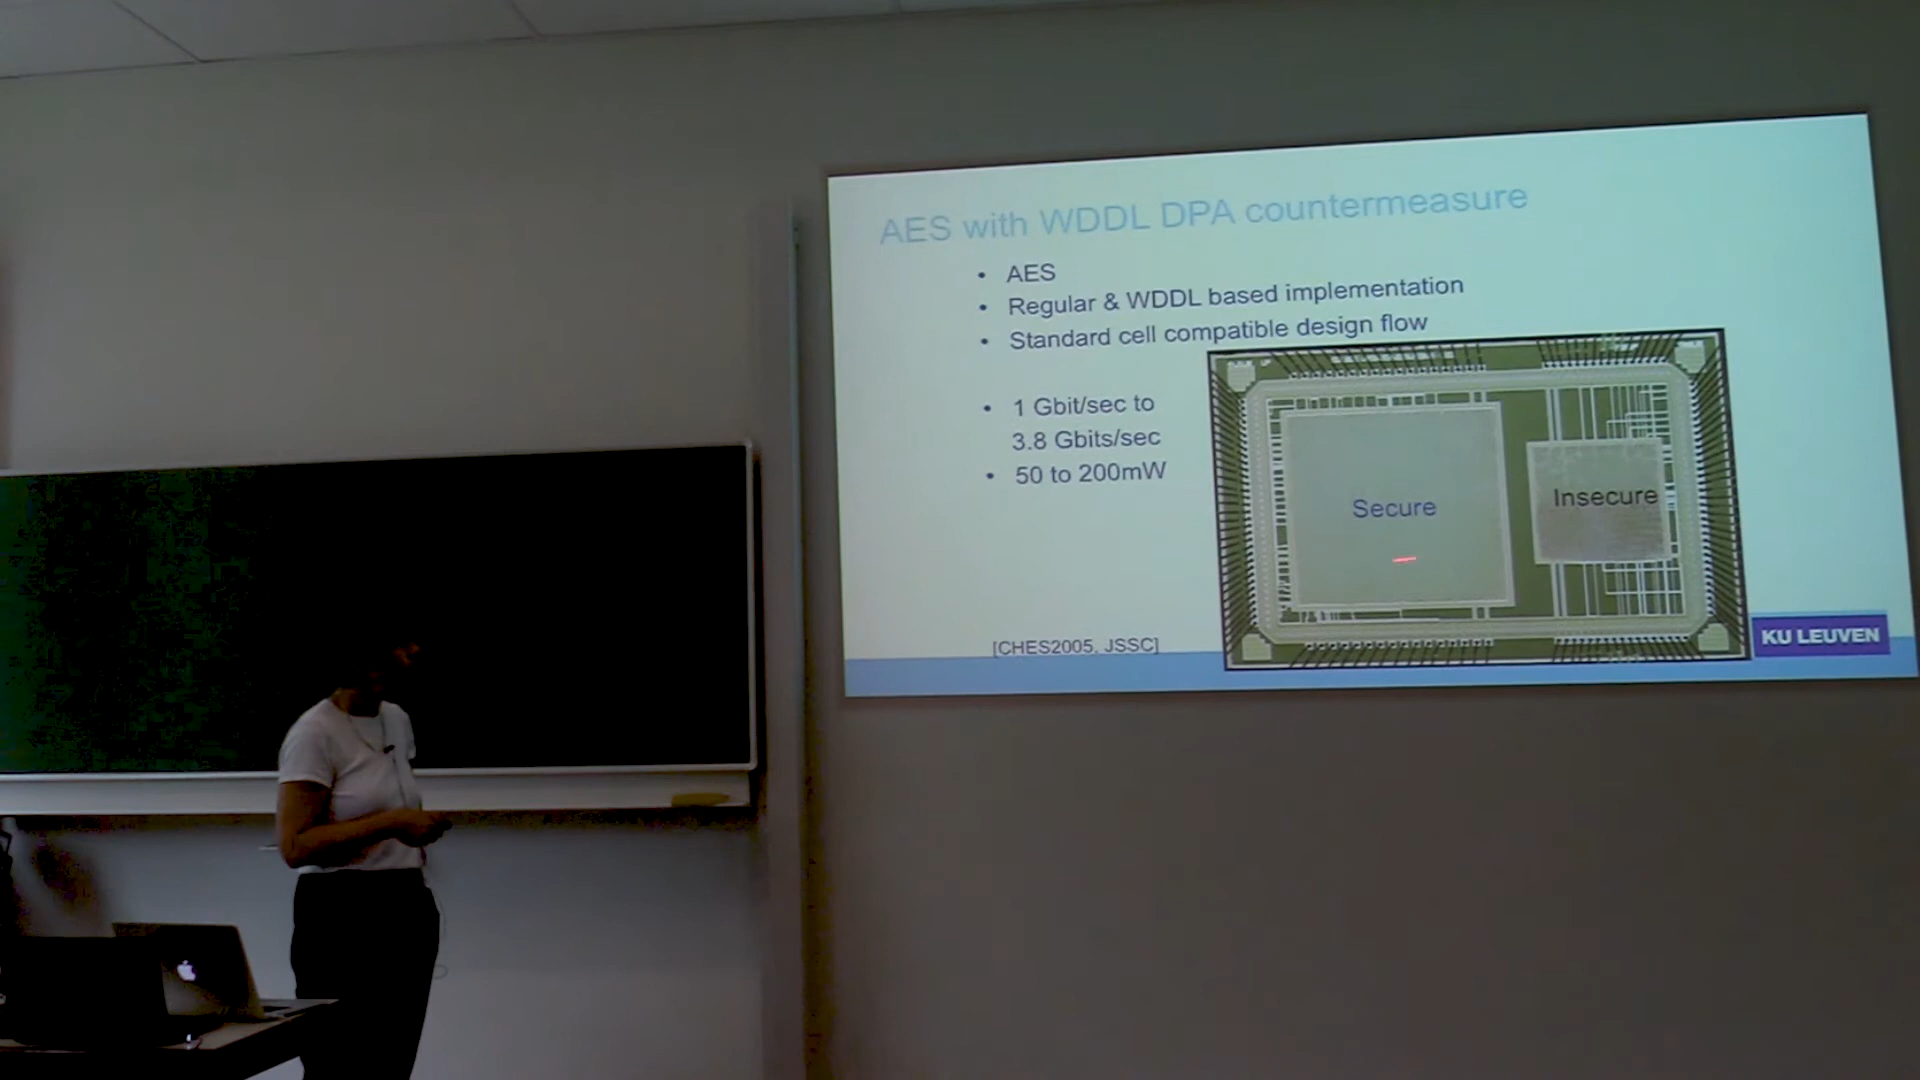 AES with WDDL DPA countermeasure
• AES
• Regular & WDDL based implementation
• Standard cell compatible design flow
• 1 Gbit/sec to
3.8 Gbits/sec
• 50 to 200mW
Secure
Insecure
[CHES2005, JSSC]
KU LEUVEN